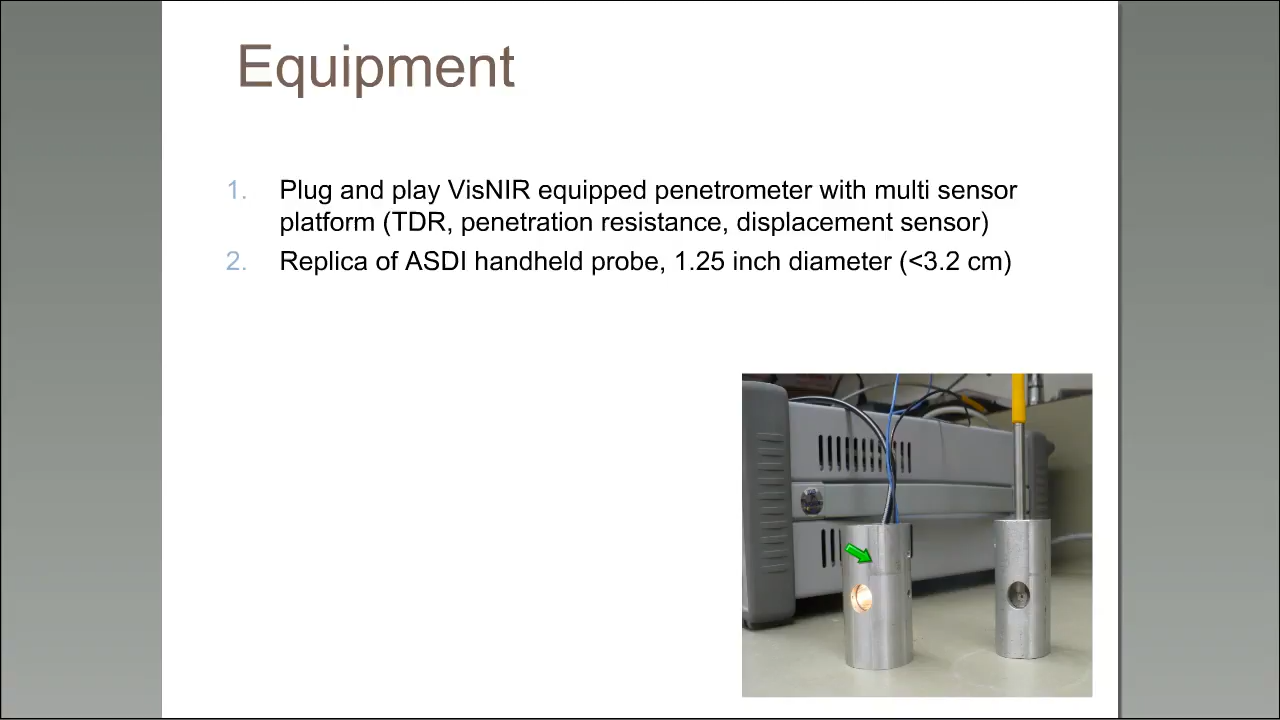 Equipment
1. Plug and play VisNIR equipped penetrometer with multi sensor
platform (TDR, penetration resistance, displacement sensor)
2. Replica of ASDI handheld probe, 1.25 inch diameter (<3.2 cm)